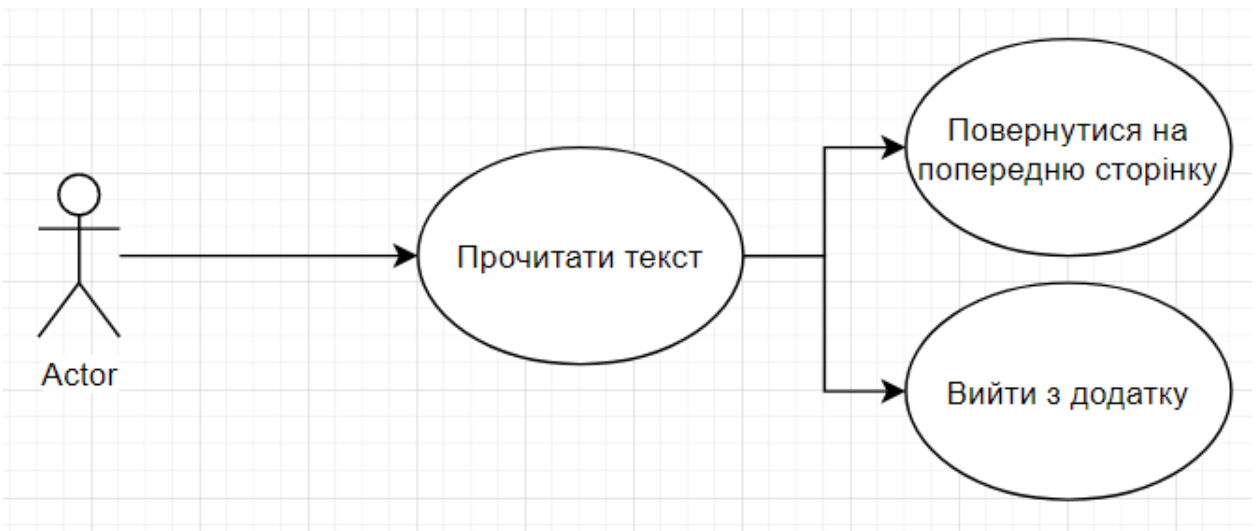 Повернутися на
попередню сторінку
Прочитати текст
Actor
Вийти з додатку